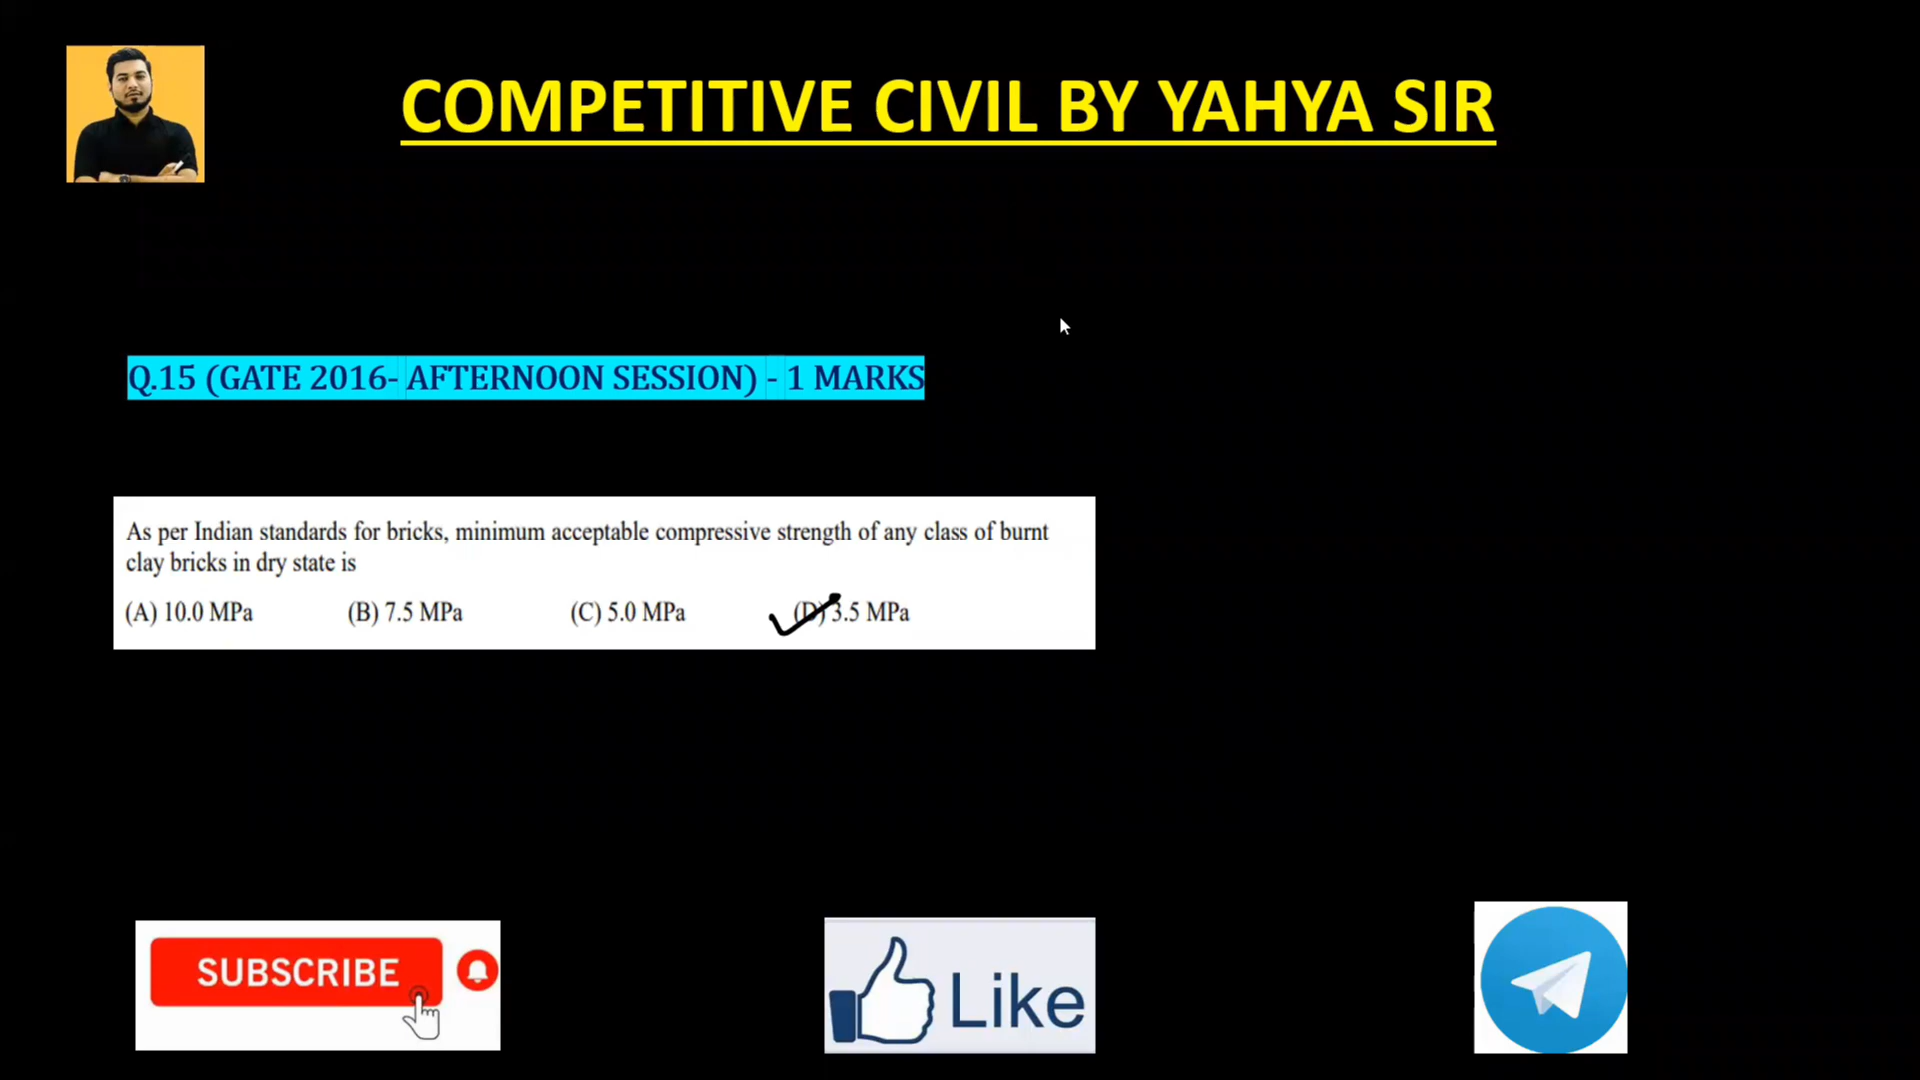 COMPETITIVE CIVIL BY YAHYA SIR
Q.15 (GATE 2016- AFTERNOON SESSION) - 1 MARKS
As per Indian standards for bricks, minimum acceptable compressive strength of any class of burnt
clay bricks in dry state is
(A) 10.0 MPa (B) 7.5 MPa (C) 5.0 MPa (D) 3.5 MPa
SUBSCRIBE
Like